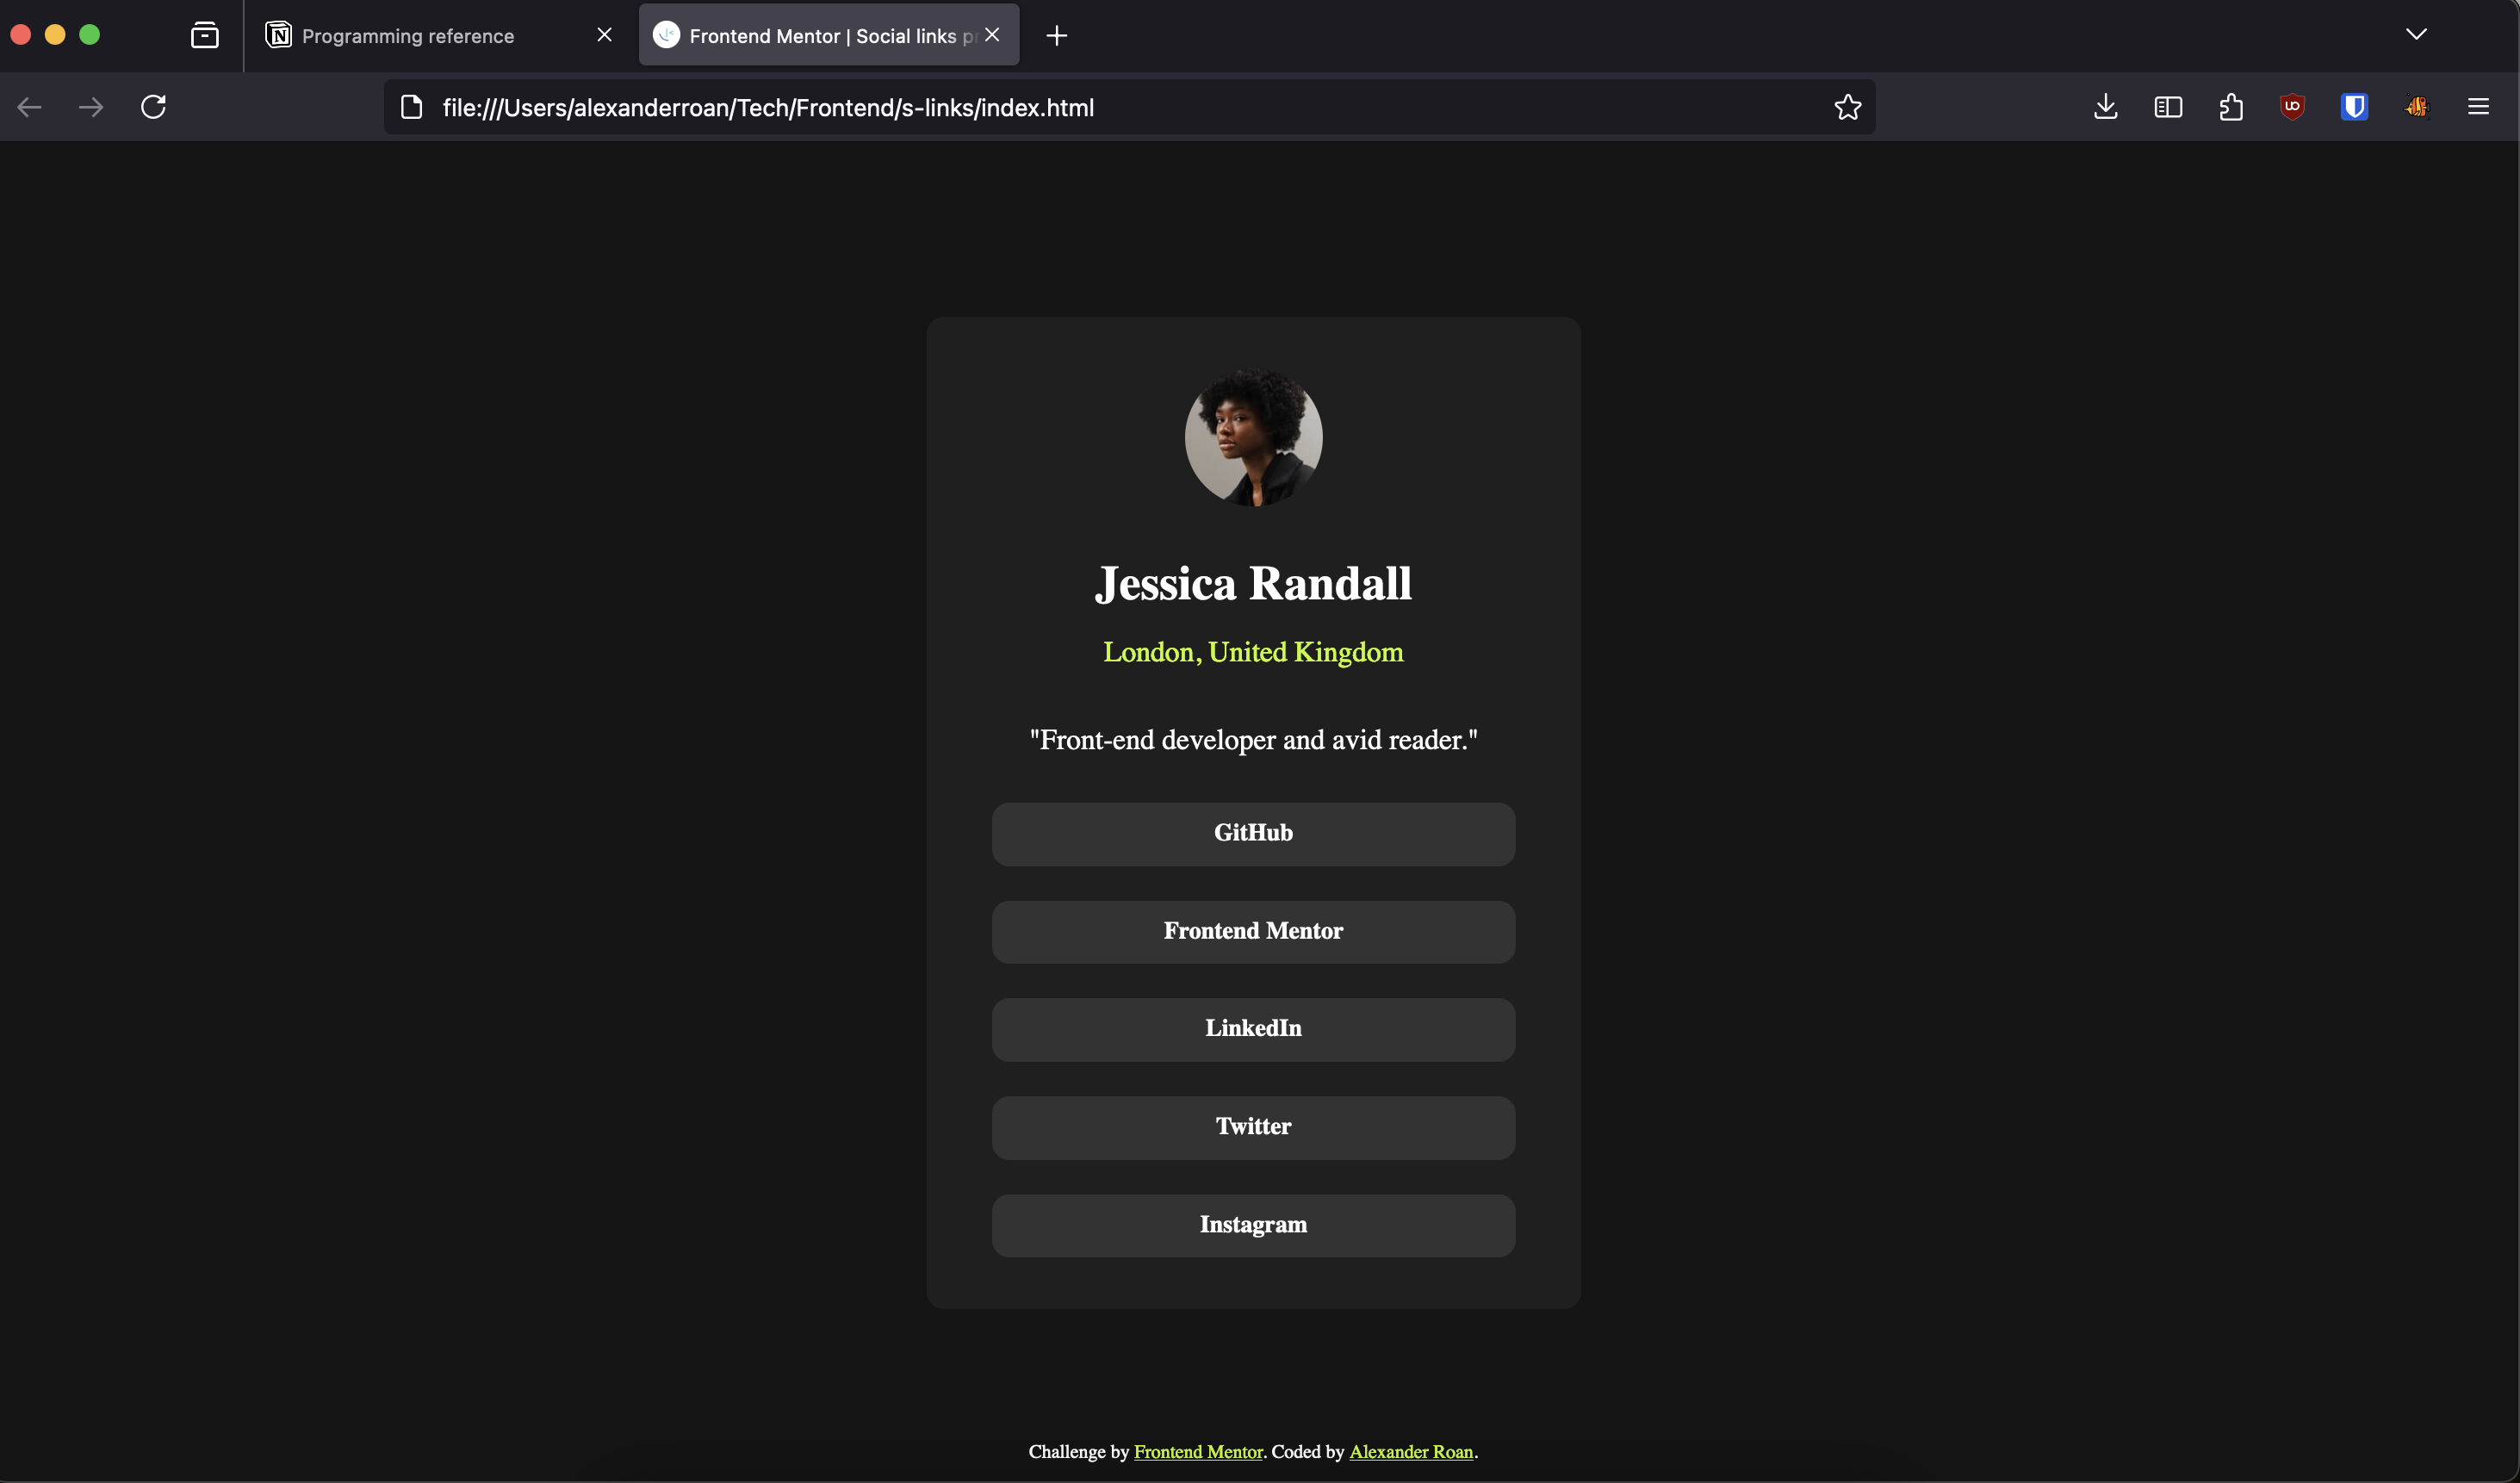 Programming reference
Frontend Mentor | Social links pr
file:///Users/alexanderroan/Tech/Frontend/s-links/index.html
Jessica Randall
London, United Kingdom
"Front-end developer and avid reader."
GitHub
Frontend Mentor
LinkedIn
Twitter
Instagram
Challenge by Frontend Mentor. Coded by Alexander Roan.